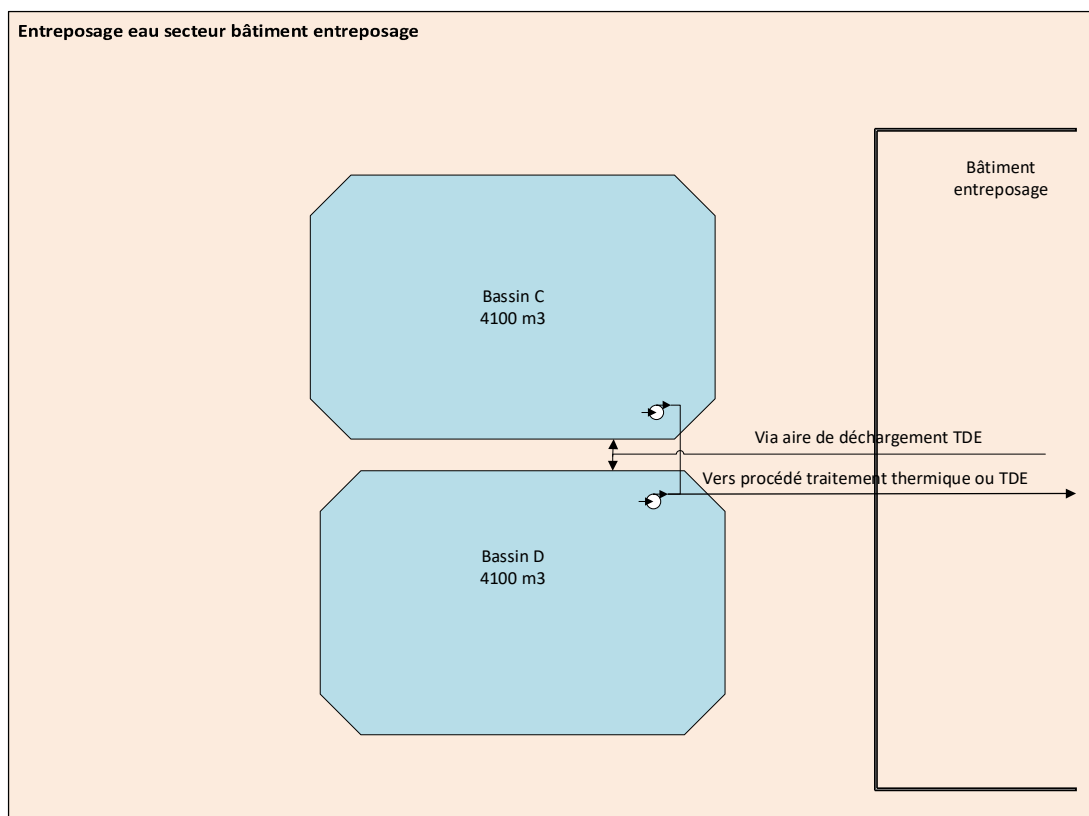 Entreposage eau secteur bâtiment entreposage
Bâtiment
entreposage
Bassin C
4100 m3
Via aire de déchargement TDE
Vers procédé traitement thermique ou TDE
Bassin D
4100 m3